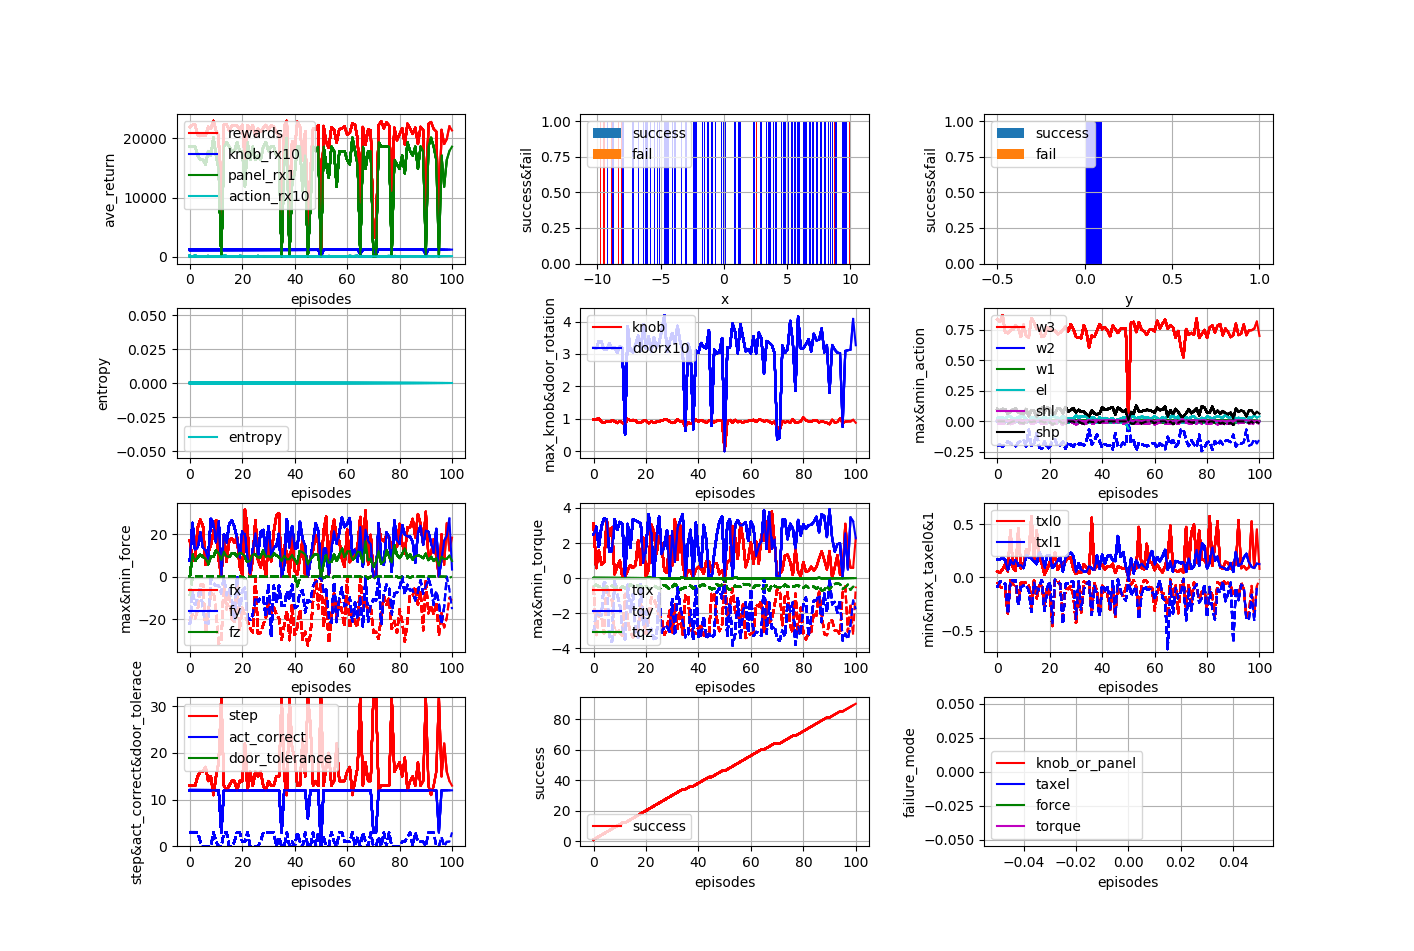 ave_return
20000
10000
0
rewards
knob_rx10
panel_rx1
action_rx10
0 20 40 60 80 100
episodes
success&fail
1.00
0.75
0.50
0.25
0.00
success
fail
−10 −5 0 5 10
x
success&fail
1.00
0.75
0.50
0.25
0.00
success
fail
−0.5 0.0 0.5 1.0
y
entropy
0.050
0.025
0.000
−0.025
−0.050
entropy
0 20 40 60 80 100
episodes
max_knob&door_rotation
4
3
2
1
0
knob
doorx10
0 20 40 60 80 100
episodes
max&min_action
0.75
0.50
0.25
0.00
−0.25
w3
w2
w1
el
shl
shp
0 20 40 60 80 100
episodes
max&min_force
20
0
−20
fx
fy
fz
0 20 40 60 80 100
episodes
max&min_torque
4
2
0
−2
−4
tqx
tqy
tqz
0 20 40 60 80 100
episodes
min&max_taxel0&1
0.5
0.0
−0.5
txl0
txl1
0 20 40 60 80 100
episodes
step&act_correct&door_tolerace
30
20
10
0
step
act_correct
door_tolerance
0 20 40 60 80 100
episodes
success
80
60
40
20
0
success
0 20 40 60 80 100
episodes
failure_mode
0.050
0.025
0.000
−0.025
−0.050
knob_or_panel
taxel
force
torque
−0.04 −0.02 0.00 0.02 0.04
episodes